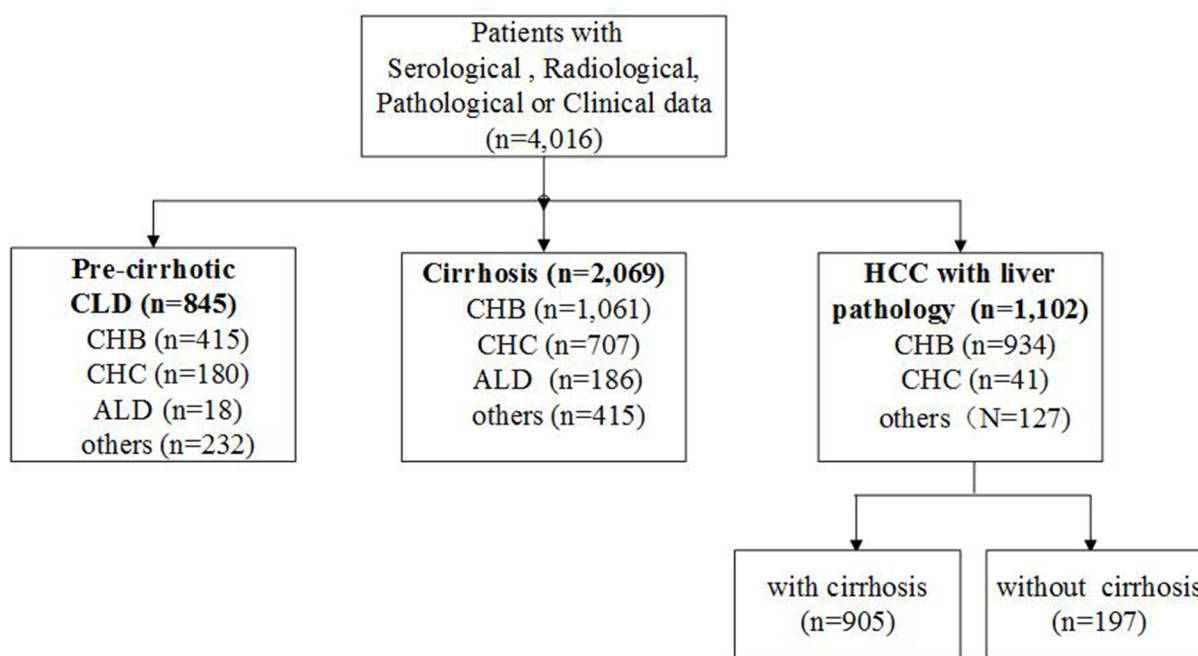 Patients with
Serological , Radiological,
Pathological or Clinical data
(n=4,016)
Pre-cirrhotic
CLD (n=845)
CHB (n=415)
CHC (n=180)
ALD (n=18)
others (n=232)
Cirrhosis (n=2,069)
CHB (n=1,061)
CHC (n=707)
ALD (n=186)
others (n=415)
HCC with liver
pathology (n=1,102)
CHB (n=934)
CHC (n=41)
others（N=127)
with cirrhosis
(n=905)
without cirrhosis
(n=197)